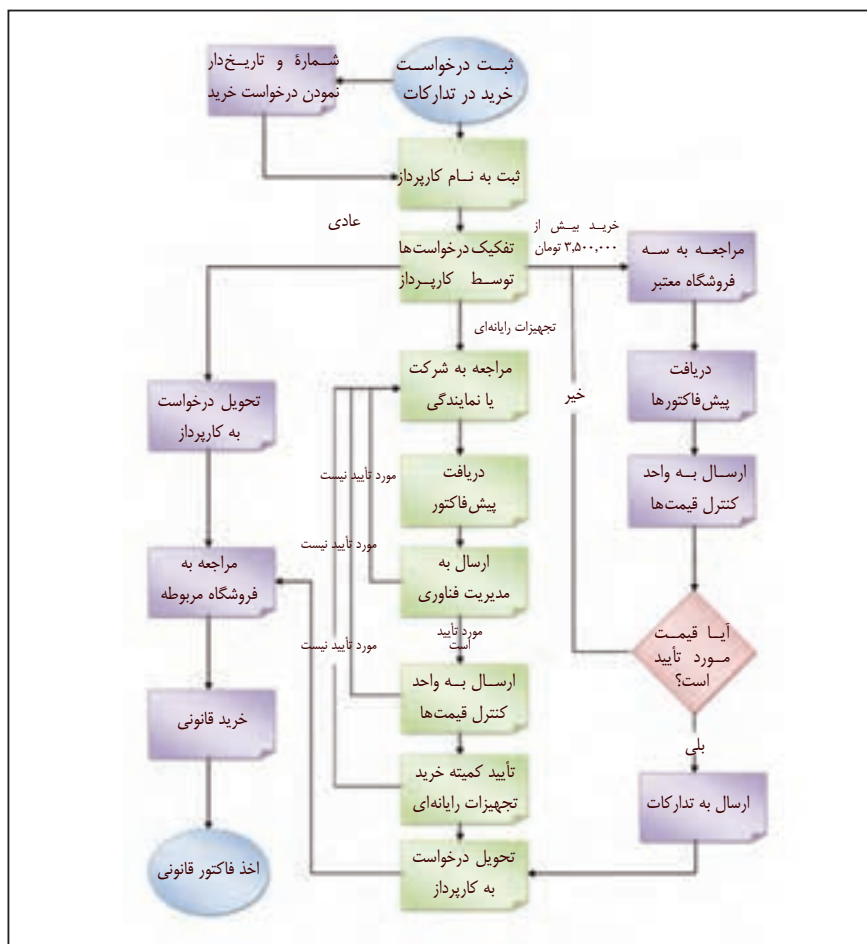 ثبت درخواست
خرید در تدارکات
شمارهٔ و تاریخ‌دار
نمودن درخواست خرید
ثبت به نام کارپرداز
عادی
تفکیک درخواست‌ها
توسط کارپرداز
خرید بیش از
۳,۵۰۰,۰۰۰ تومان
مراجعه به سه
فروشگاه معتبر
تجهیزات رایانه‌ای
مراجعه به شرکت
یا نمایندگی
دریافت
پیش‌فاکتورها
خیر
تحویل درخواست
به کارپرداز
مورد تأیید نیست
دریافت
پیش‌فاکتور
ارسال به واحد
کنترل قیمت‌ها
مورد تأیید نیست
ارسال به
مدیریت فناوری
مراجعه به
فروشگاه مربوطه
مورد تأیید
است
مورد تأیید نیست
آیا قیمت
مورد تأیید
است؟
ارسال به واحد
کنترل قیمت‌ها
خرید قانونی
بلی
تأیید کمیته خرید
تجهیزات رایانه‌ای
ارسال به تدارکات
تحویل درخواست
به کارپرداز
اخذ فاکتور قانونی